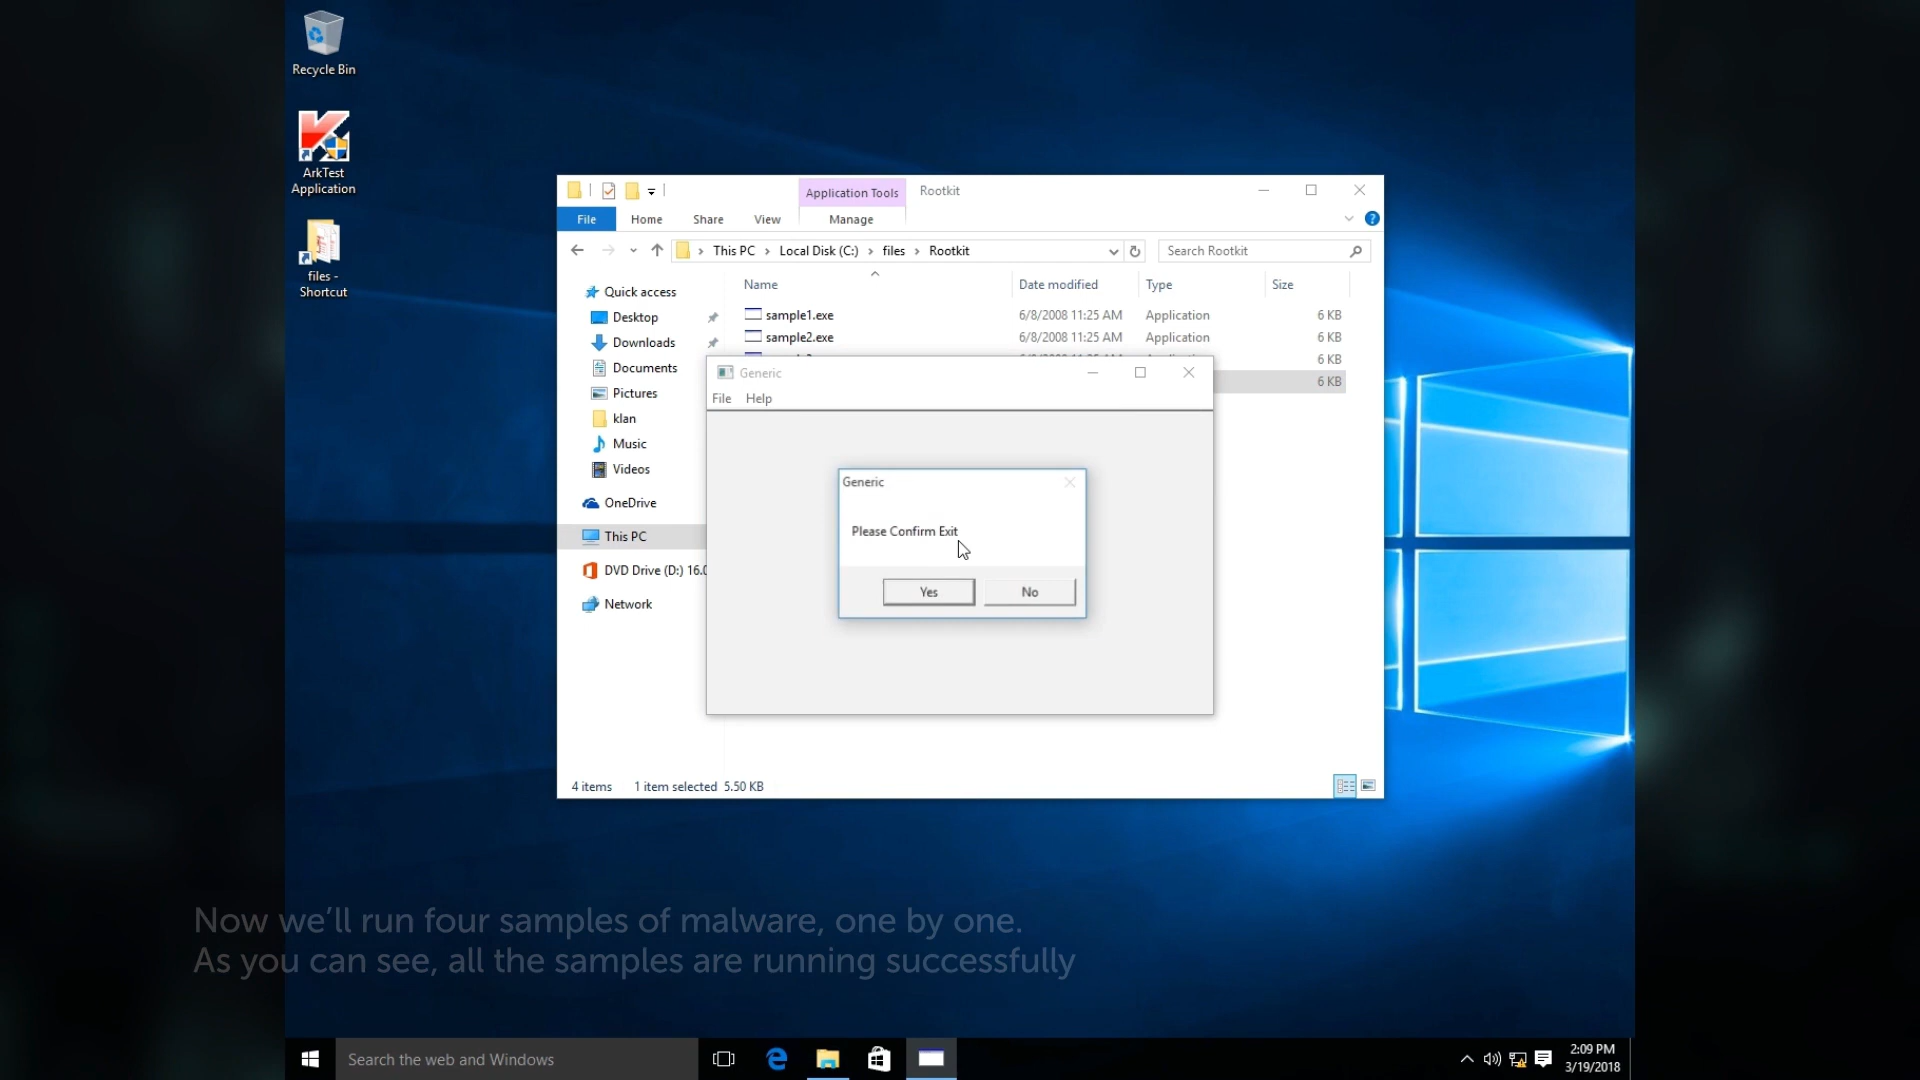 Recycle Bin
ArkTest
Application
files -
Shortcut
Application Tools
Rootkit
File
Home
Share
View
Manage
This PC
Local Disk (C:)
files
Rootkit
Search Rootkit
Name
Date modified
Type
Size
Quick access
Desktop
Downloads
Documents
Pictures
klan
Music
Videos
OneDrive
This PC
DVD Drive (D:) 16.0
Network
sample1.exe
6/8/2008 11:25 AM
Application
6 KB
sample2.exe
6/8/2008 11:25 AM
Application
6 KB
6 KB
6 KB
Generic
File
Help
Generic
Please Confirm Exit
Yes
No
4 items
1 item selected
5.50 KB
Now we’ll run four samples of malware, one by one.
As you can see, all the samples are running successfully
Search the web and Windows
2:09 PM
3/19/2018